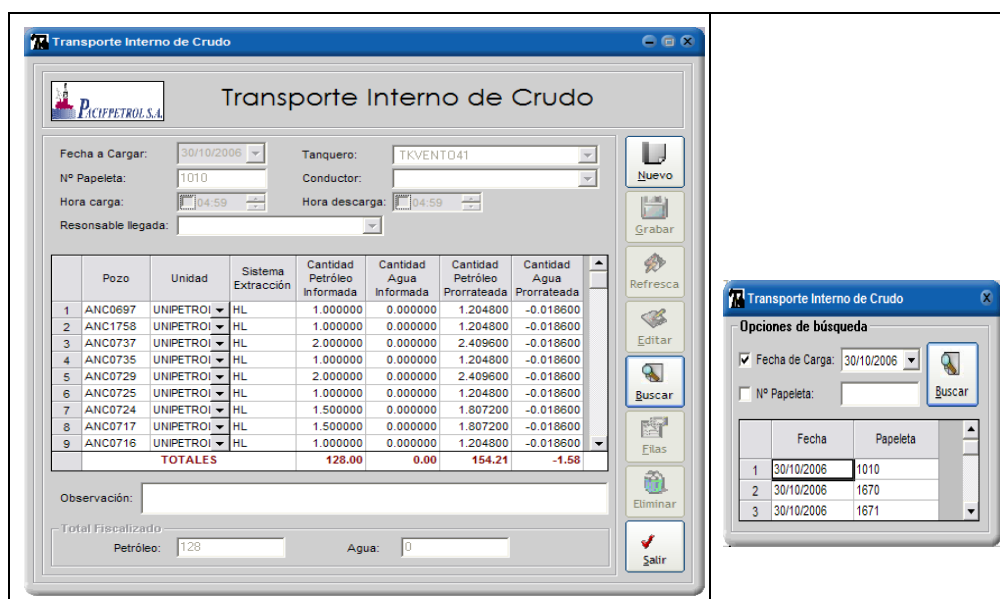 Transporte Interno de Crudo
PACIFPETROL S.A.
Transporte Interno de Crudo
Fecha a Cargar: 30/10/2006 Tanquero: TKVENTO41
Nº Papeleta: 1010 Conductor:
Hora carga: 04:59 Hora descarga: 04:59
Resonsable llegada:
Pozo Unidad Sistema Extracción Cantidad Petróleo Informada Cantidad Agua Informada Cantidad Petróleo Prorrateada Cantidad Agua Prorrateada
1 ANC0697 UNIPETROI HL 1.000000 0.000000 1.204800 -0.018600
2 ANC1758 UNIPETROI HL 1.000000 0.000000 1.204800 -0.018600
3 ANC0737 UNIPETROI HL 2.000000 0.000000 2.409600 -0.018600
4 ANC0735 UNIPETROI HL 1.000000 0.000000 1.204800 -0.018600
5 ANC0729 UNIPETROI HL 2.000000 0.000000 2.409600 -0.018600
6 ANC0725 UNIPETROI HL 1.000000 0.000000 1.204800 -0.018600
7 ANC0724 UNIPETROI HL 1.500000 0.000000 1.807200 -0.018600
8 ANC0717 UNIPETROI HL 1.500000 0.000000 1.807200 -0.018600
9 ANC0716 UNIPETROI HL 1.000000 0.000000 1.204800 -0.018600
TOTALES 128.00 0.00 154.21 -1.58
Observación:
Total Fiscalizado
Petróleo: 128 Agua: 0
Nuevo
Grabar
Refresca
Editar
Buscar
Filas
Eliminar
Salir
Transporte Interno de Crudo
Opciones de búsqueda
Fecha de Carga: 30/10/2006
Nº Papeleta:
Buscar
Fecha Papeleta
1 30/10/2006 1010
2 30/10/2006 1670
3 30/10/2006 1671